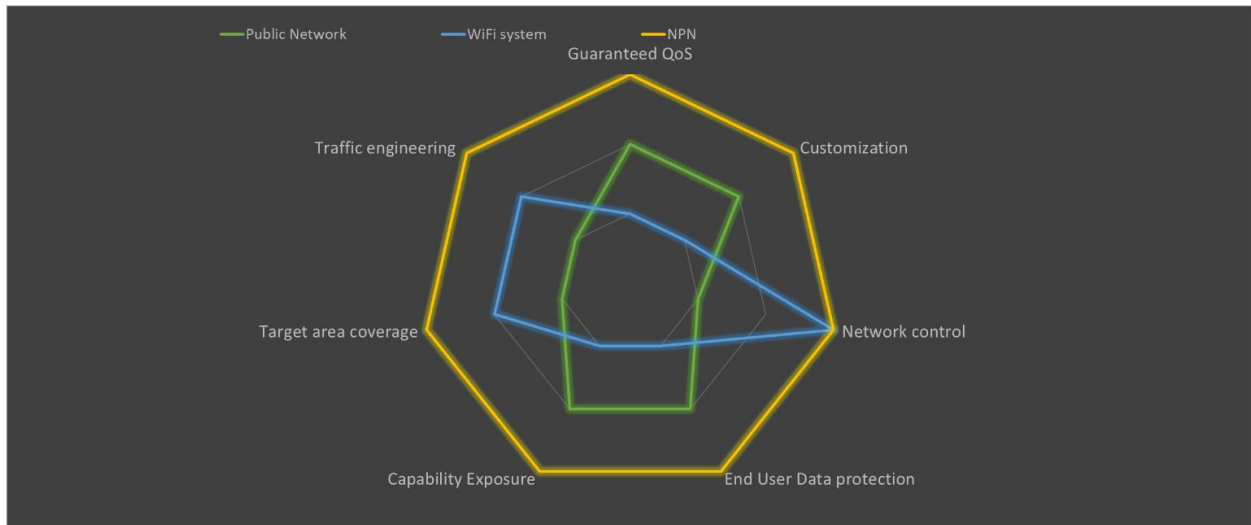 Public Network
WiFi system
NPN
Guaranteed QoS
Traffic engineering
Customization
Target area coverage
Network control
Capability Exposure
End User Data protection